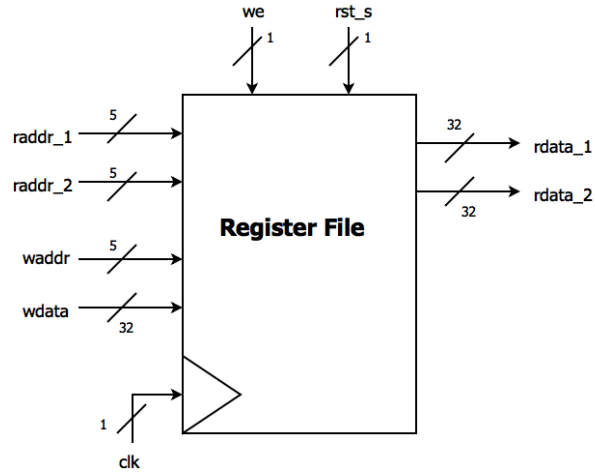 we
rst_s
1
1
raddr_1
5
raddr_2
5
waddr
5
wdata
32
clk
1
Register File
32
rdata_1
32
rdata_2